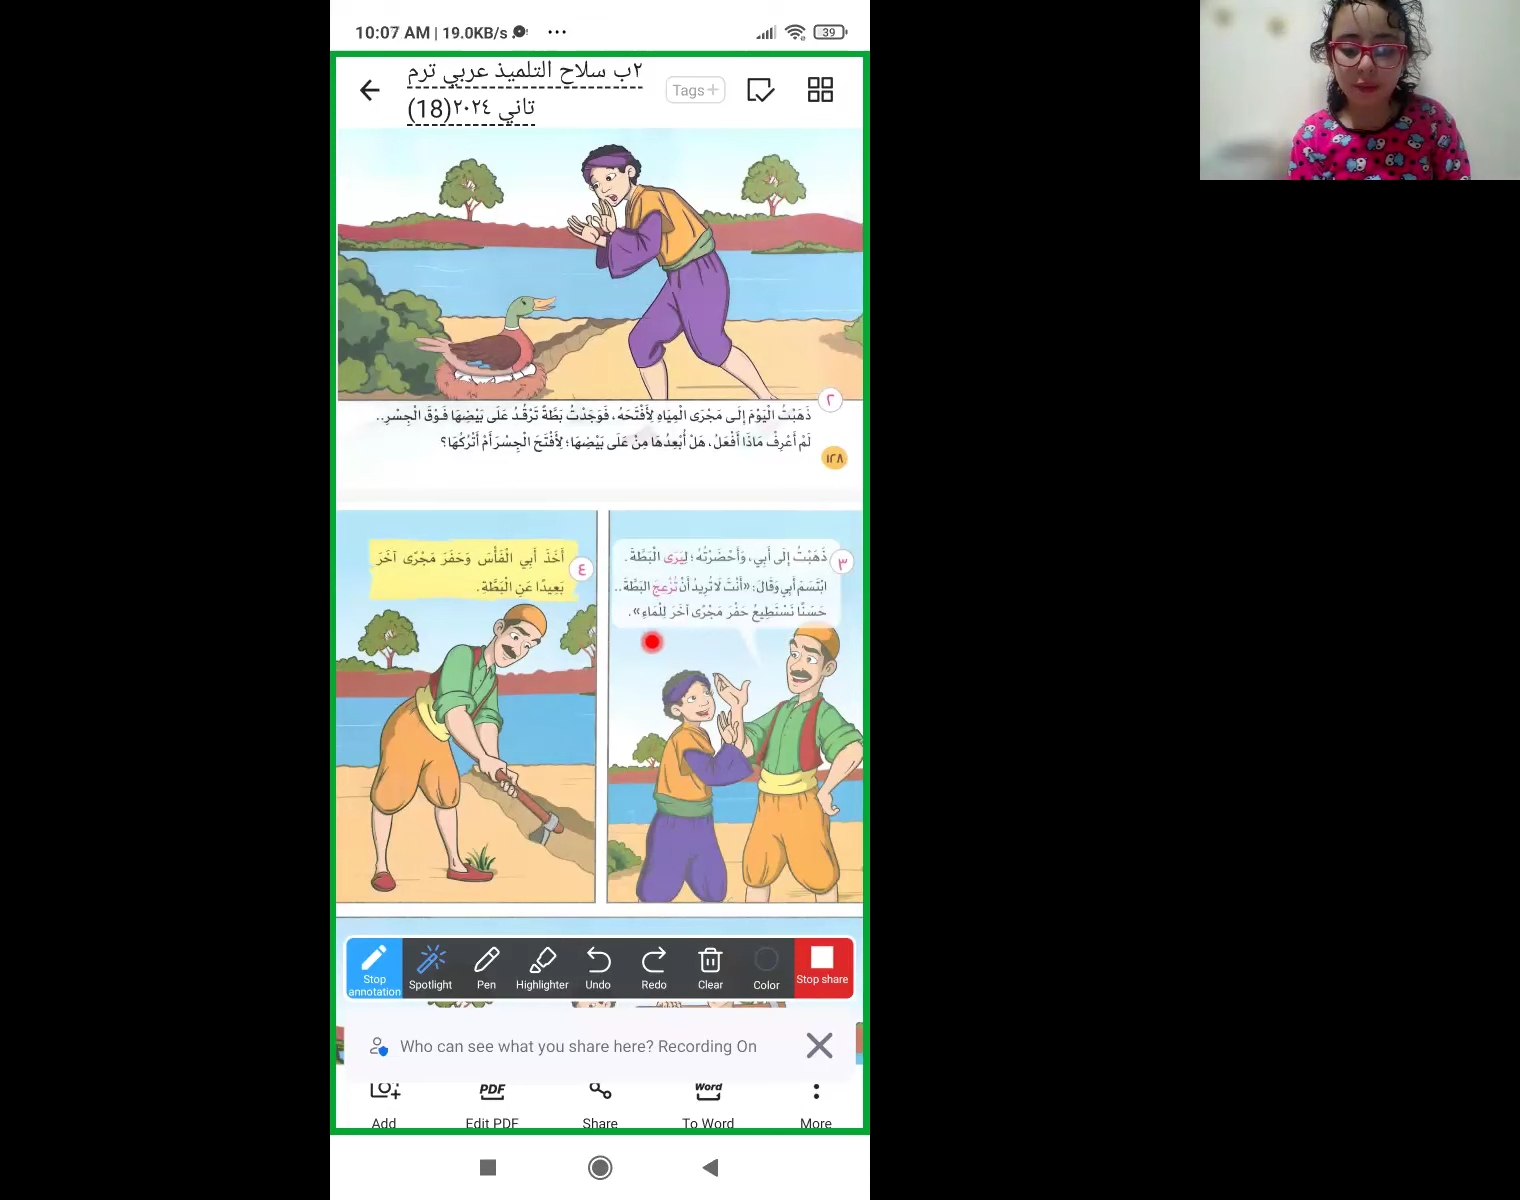 10:07 AM | 19.0KB/s
39
٢ب سلاح التلميذ عربي ترم
تاني ٢٠٢٤(18)
Tags+
٢
ذَهَبْتُ الْيَوْمَ إِلَى مَجْرَى الْمِيَاهِ لِأَفْتَحَهُ، فَوَجَدْتُ بَطَّةً تَرْقُدُ عَلَى بَيْضِهَا فَوْقَ الْجِسْرِ..
لَمْ أَعْرِفْ مَاذَا أَفْعَلُ، هَلْ أُبْعِدُهَا مِنْ عَلَى بَيْضِهَا؛ لِأَفْتَحَ الْجِسْرَ أَمْ أَتْرُكُهَا؟
١٢٨
٣
ذَهَبْتُ إِلَى أَبِي، وَأَحْضَرْتُهُ؛ لِيَرَى الْبَطَّةَ.
ابْتَسَمَ أَبِي وَقَالَ: «أَنْتَ لَا تُرِيدُ أَنْ تُزْعِجَ البَطَّةَ..
حَسَنًا نَسْتَطِيعُ حَفْرَ مَجْرًى آخَرَ لِلْمَاءِ».
٤
أَخَذَ أَبِي الْفَأْسَ وَحَفَرَ مَجْرًى آخَرَ
بَعِيدًا عَنِ الْبَطَّةِ.
Stop annotation
Spotlight
Pen
Highlighter
Undo
Redo
Clear
Color
Stop share
Who can see what you share here? Recording On
PDF
Word
Add
Edit PDF
Share
To Word
More